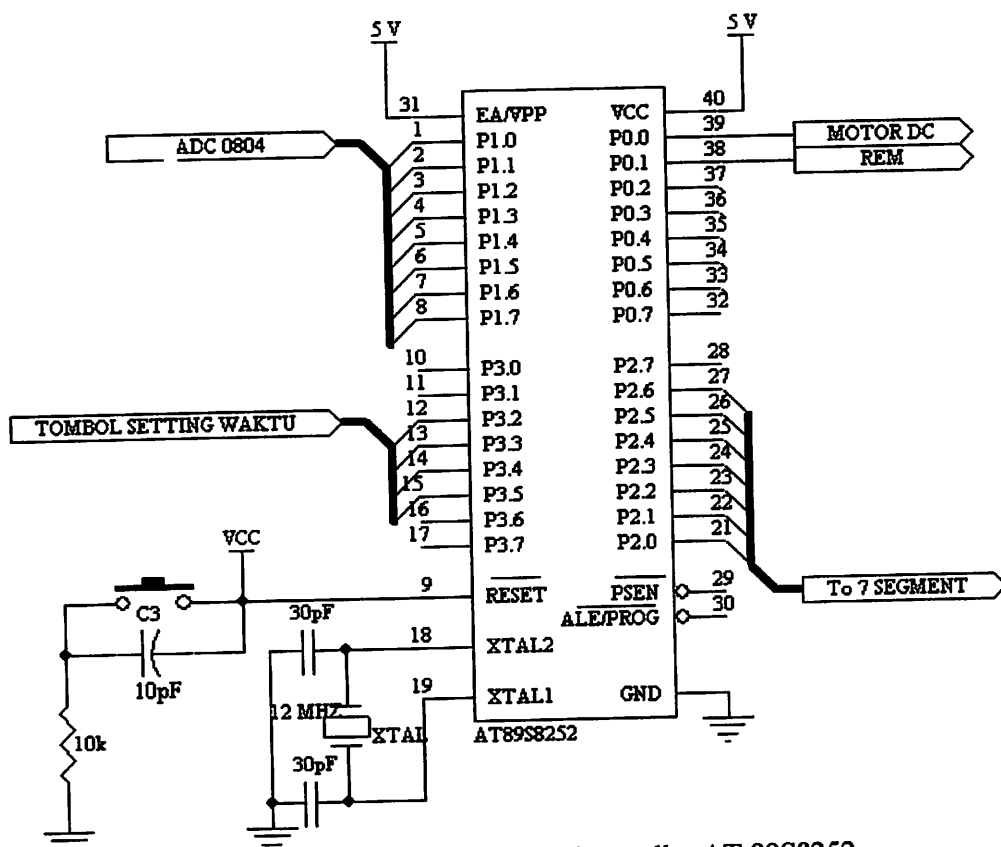 5 V
5 V
31 EA/VPP VCC 40
ADC 0804
1 P1.0 P0.0 39 MOTOR DC
2 P1.1 P0.1 38 REM
3 P1.2 P0.2 37
4 P1.3 P0.3 36
5 P1.4 P0.4 35
6 P1.5 P0.5 34
7 P1.6 P0.6 33
8 P1.7 P0.7 32
10 P3.0 P2.7 28
11 P3.1 P2.6 27
TOMBOL SETTING WAKTU
12 P3.2 P2.5 26
13 P3.3 P2.4 25
14 P3.4 P2.3 24
15 P3.5 P2.2 23
16 P3.6 P2.1 22
17 P3.7 P2.0 21
VCC
9 RESET PSEN 29
To 7 SEGMENT
ALE/PROG 30
C3
10pF
10k
30pF
18 XTAL2
19 XTAL1 GND
12 MHZ
XTAL
30pF
AT89S8252
AT 89S8252